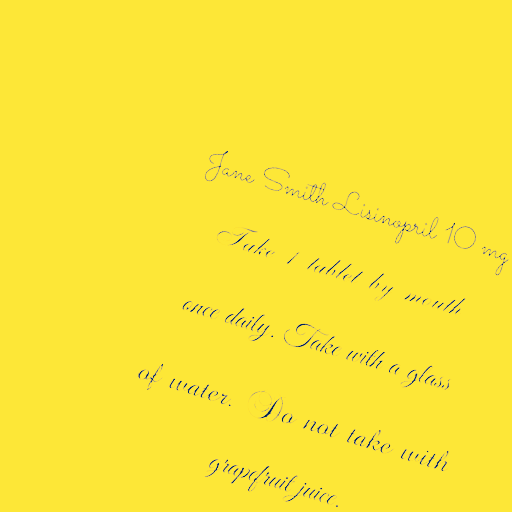 Jane Smith Lisinopril 10 mg
Take 1 tablet by mouth
once daily. Take with a glass
of water. Do not take with
grapefruit juice.